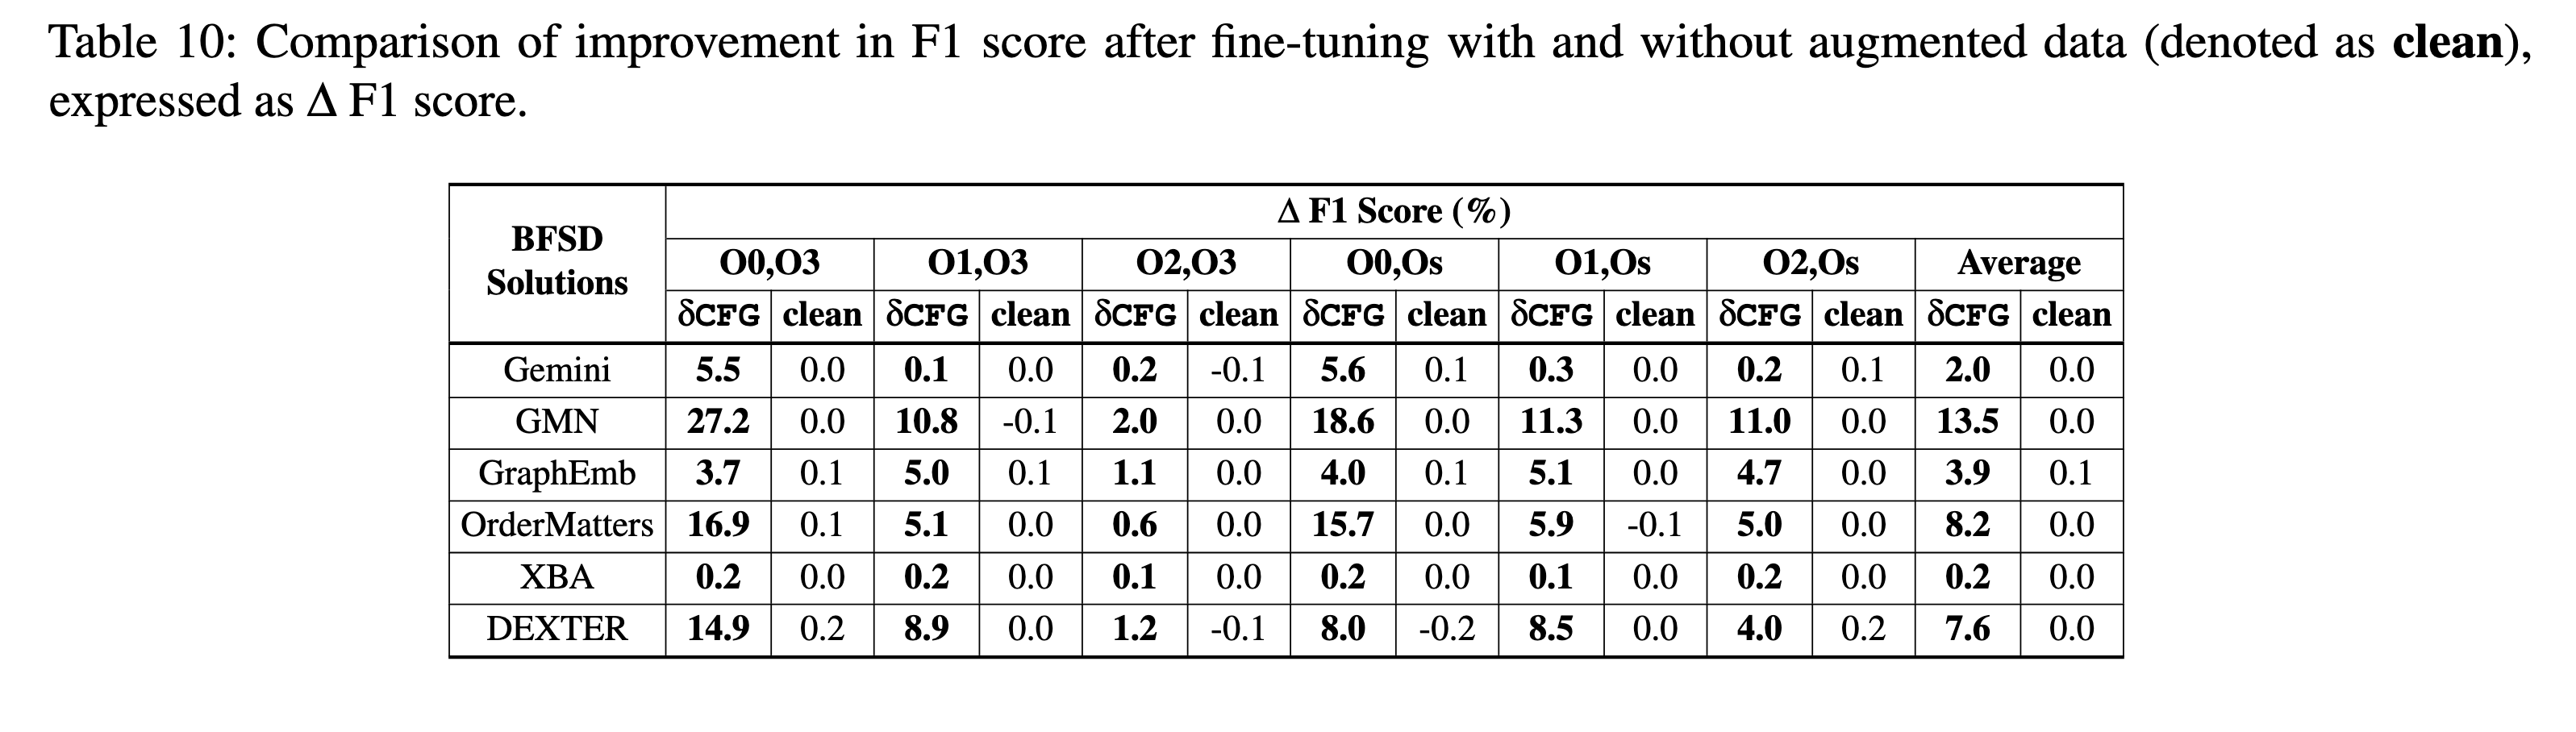 Table 10: Comparison of improvement in F1 score after fine-tuning with and without augmented data (denoted as clean),
expressed as Δ F1 score.
BFSD Solutions Δ F1 Score (%)
O0,O3 O1,O3 O2,O3 O0,Os O1,Os O2,Os Average
δCFG clean δCFG clean δCFG clean δCFG clean δCFG clean δCFG clean δCFG clean
Gemini 5.5 0.0 0.1 0.0 0.2 -0.1 5.6 0.1 0.3 0.0 0.2 0.1 2.0 0.0
GMN 27.2 0.0 10.8 -0.1 2.0 0.0 18.6 0.0 11.3 0.0 11.0 0.0 13.5 0.0
GraphEmb 3.7 0.1 5.0 0.1 1.1 0.0 4.0 0.1 5.1 0.0 4.7 0.0 3.9 0.1
OrderMatters 16.9 0.1 5.1 0.0 0.6 0.0 15.7 0.0 5.9 -0.1 5.0 0.0 8.2 0.0
XBA 0.2 0.0 0.2 0.0 0.1 0.0 0.2 0.0 0.1 0.0 0.2 0.0 0.2 0.0
DEXTER 14.9 0.2 8.9 0.0 1.2 -0.1 8.0 -0.2 8.5 0.0 4.0 0.2 7.6 0.0